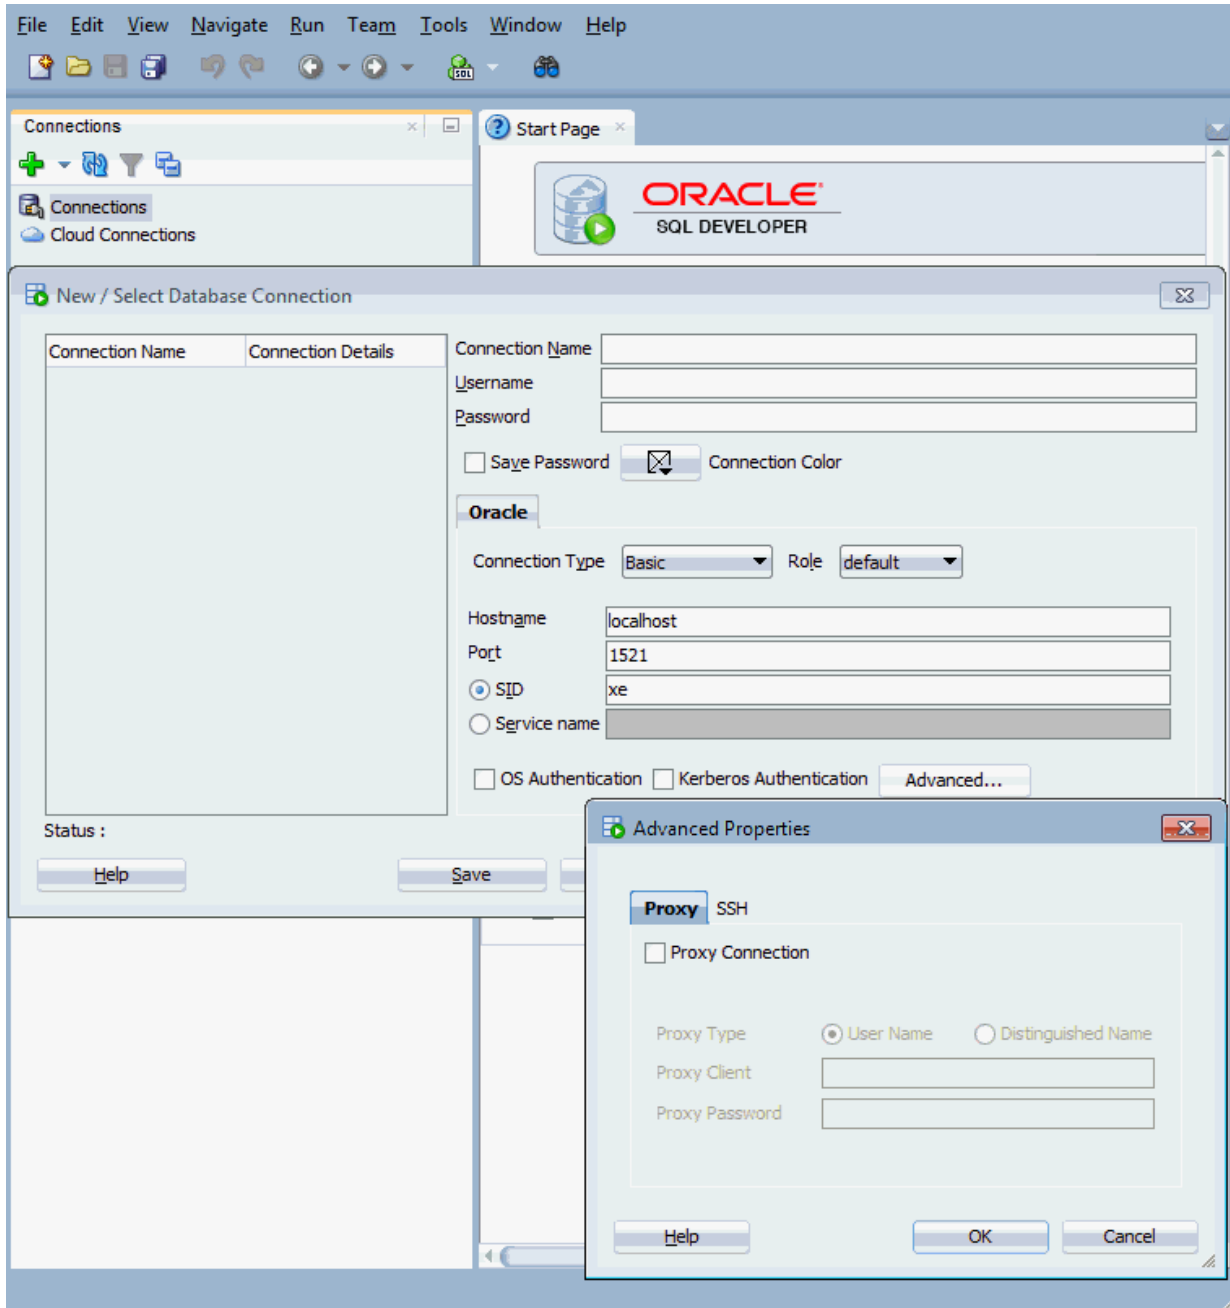 File Edit View Navigate Run Team Tools Window Help
SQL
Connections
Start Page
Connections
Cloud Connections
ORACLE
SQL DEVELOPER
New / Select Database Connection
Connection Name Connection Details
Connection Name
Username
Password
Save Password Connection Color
Oracle
Connection Type Basic Role default
Hostname localhost
Port 1521
SID xe
Service name
OS Authentication Kerberos Authentication Advanced...
Status :
Help Save
Advanced Properties
Proxy SSH
Proxy Connection
Proxy Type User Name Distinguished Name
Proxy Client
Proxy Password
Help OK Cancel